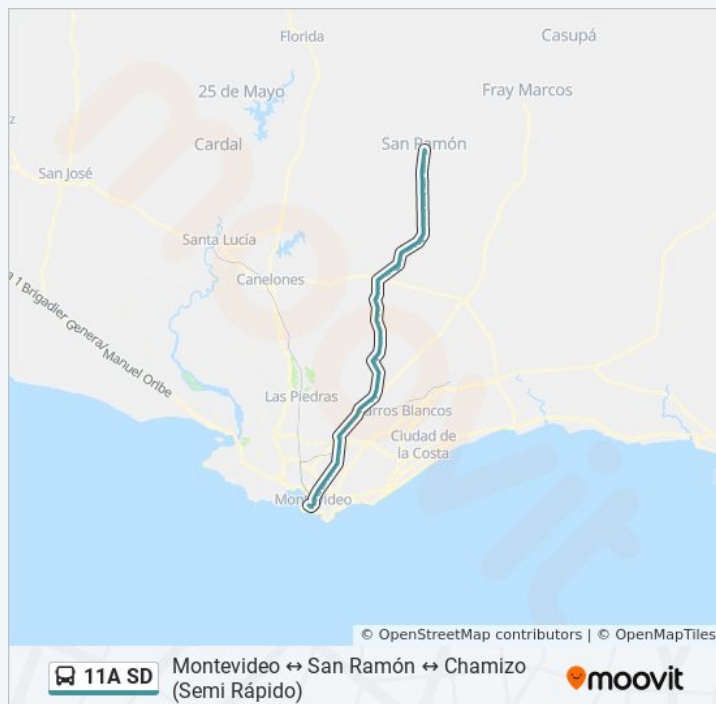 Florida
Casupá
25 de Mayo
Fray Marcos
Cardal
San Ramón
z
San José
Santa Lucía
Canelones
a 1 Brigadier General Manuel Oribe
Las Piedras
arros Blancos
Ciudad de
la Costa
Montevideo
moovit
© OpenStreetMap contributors | © OpenMapTiles
11A SD
Montevideo ↔ San Ramón ↔ Chamizo
(Semi Rápido)
moovit